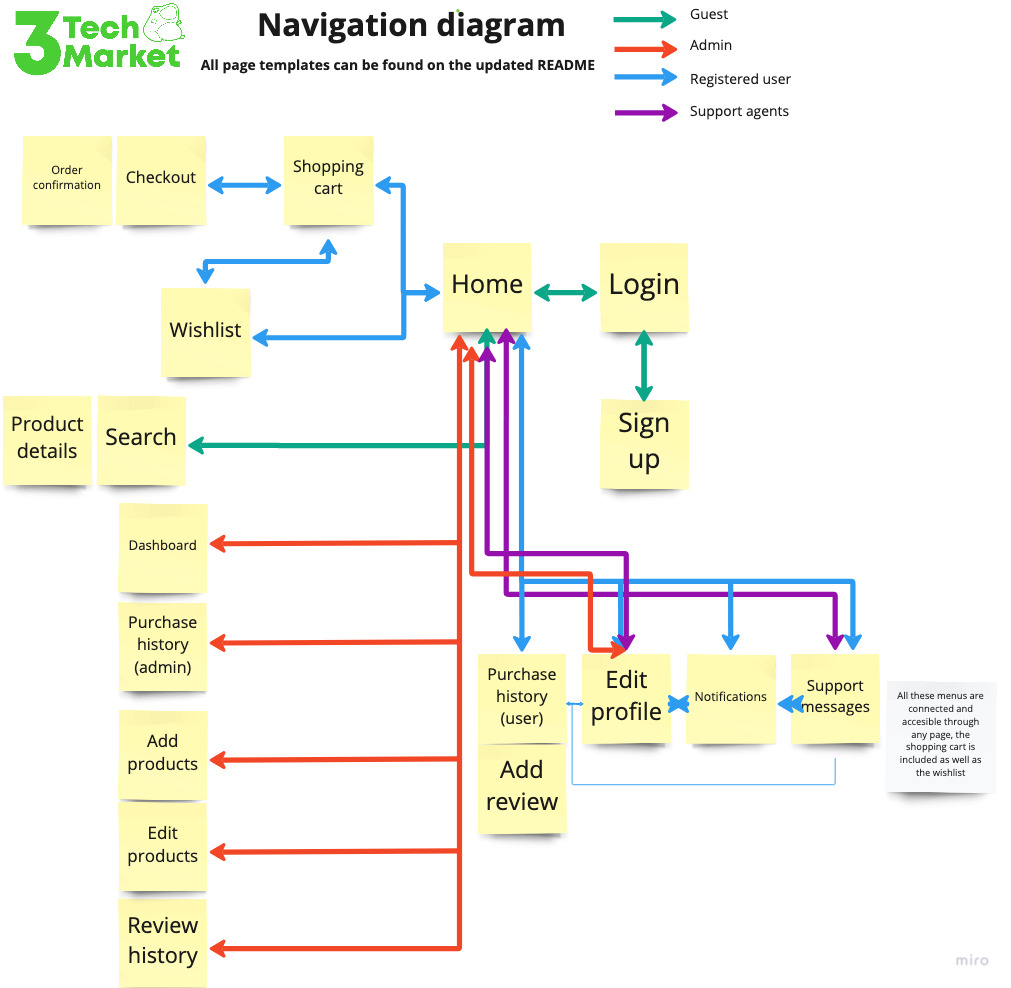 3 Tech
Market
Navigation diagram
All page templates can be found on the updated README
Guest
Admin
Registered user
Support agents
Order
confirmation
Checkout
Shopping
cart
Home
Login
Wishlist
Sign
up
Product
details
Search
Dashboard
Purchase
history
(admin)
Add
products
Edit
products
Review
history
Purchase
history
(user)
Edit
profile
Notifications
Support
messages
Add
review
All these menus are
connected and
accesible through
any page, the
shopping cart is
included as well as
the wishlist
miro